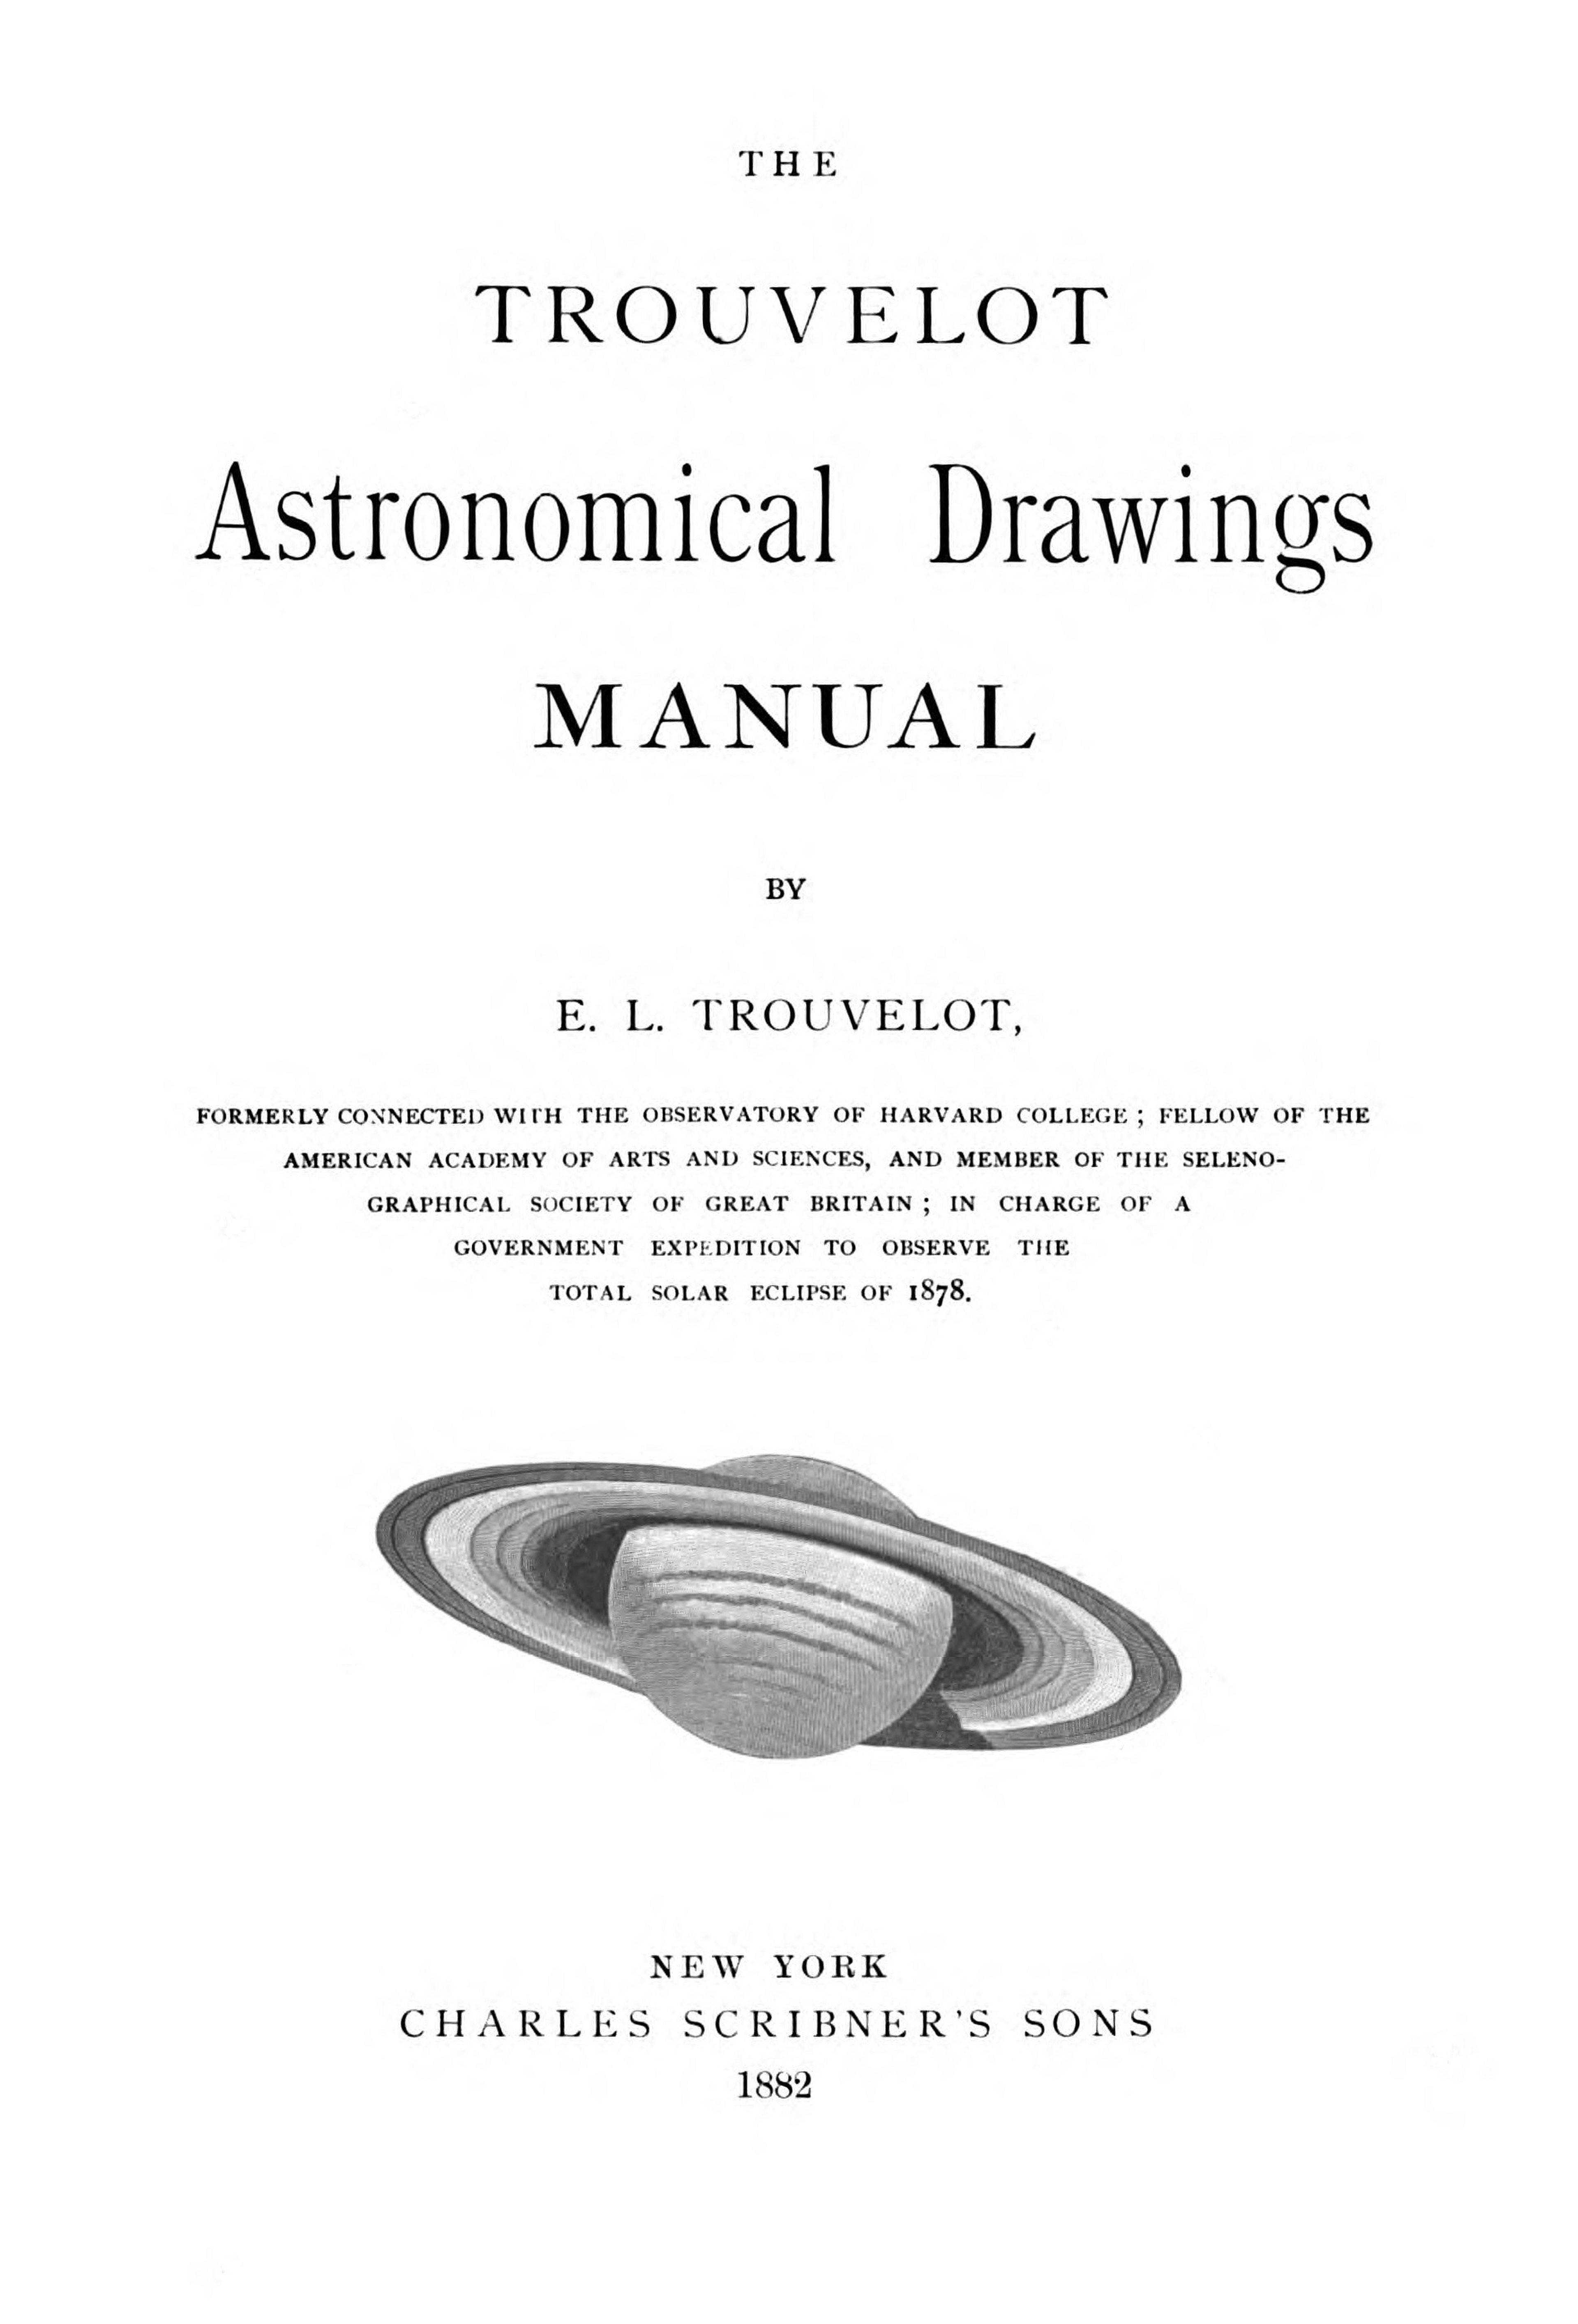 THE
TROUVELOT
Astronomical Drawings
MANUAL
BY
E. L. TROUVELOT,
FORMERLY CONNECTED WITH THE OBSERVATORY OF HARVARD COLLEGE ; FELLOW OF THE
AMERICAN ACADEMY OF ARTS AND SCIENCES, AND MEMBER OF THE SELENO-
GRAPHICAL SOCIETY OF GREAT BRITAIN ; IN CHARGE OF A
GOVERNMENT EXPEDITION TO OBSERVE THE
TOTAL SOLAR ECLIPSE OF 1878.
NEW YORK
CHARLES SCRIBNER'S SONS
1882